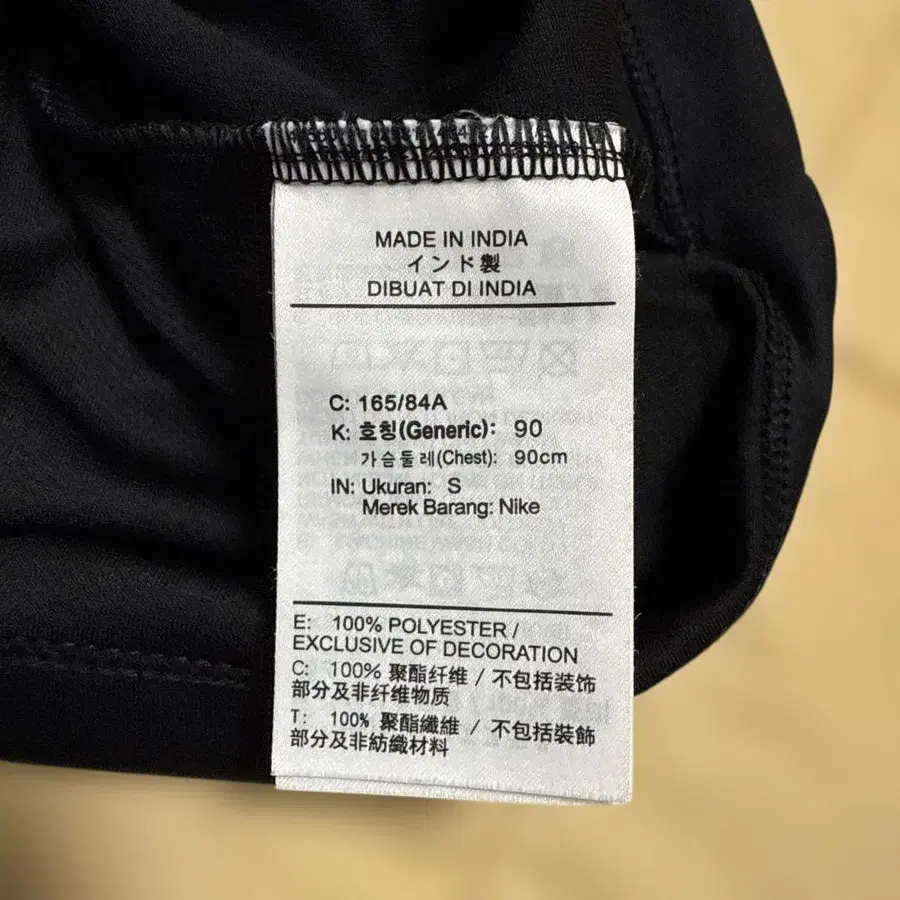 MADE IN INDIA
インド製
DIBUAT DI INDIA
C: 165/84A
K: 호칭(Generic): 90
가슴둘레(Chest): 90cm
IN: Ukuran: S
Merek Barang: Nike
E: 100% POLYESTER /
EXCLUSIVE OF DECORATION
C: 100% 聚酯纤维 / 不包括装饰
部分及非纤维物质
T: 100% 聚酯纖維 / 不包括裝飾
部分及非紡織材料